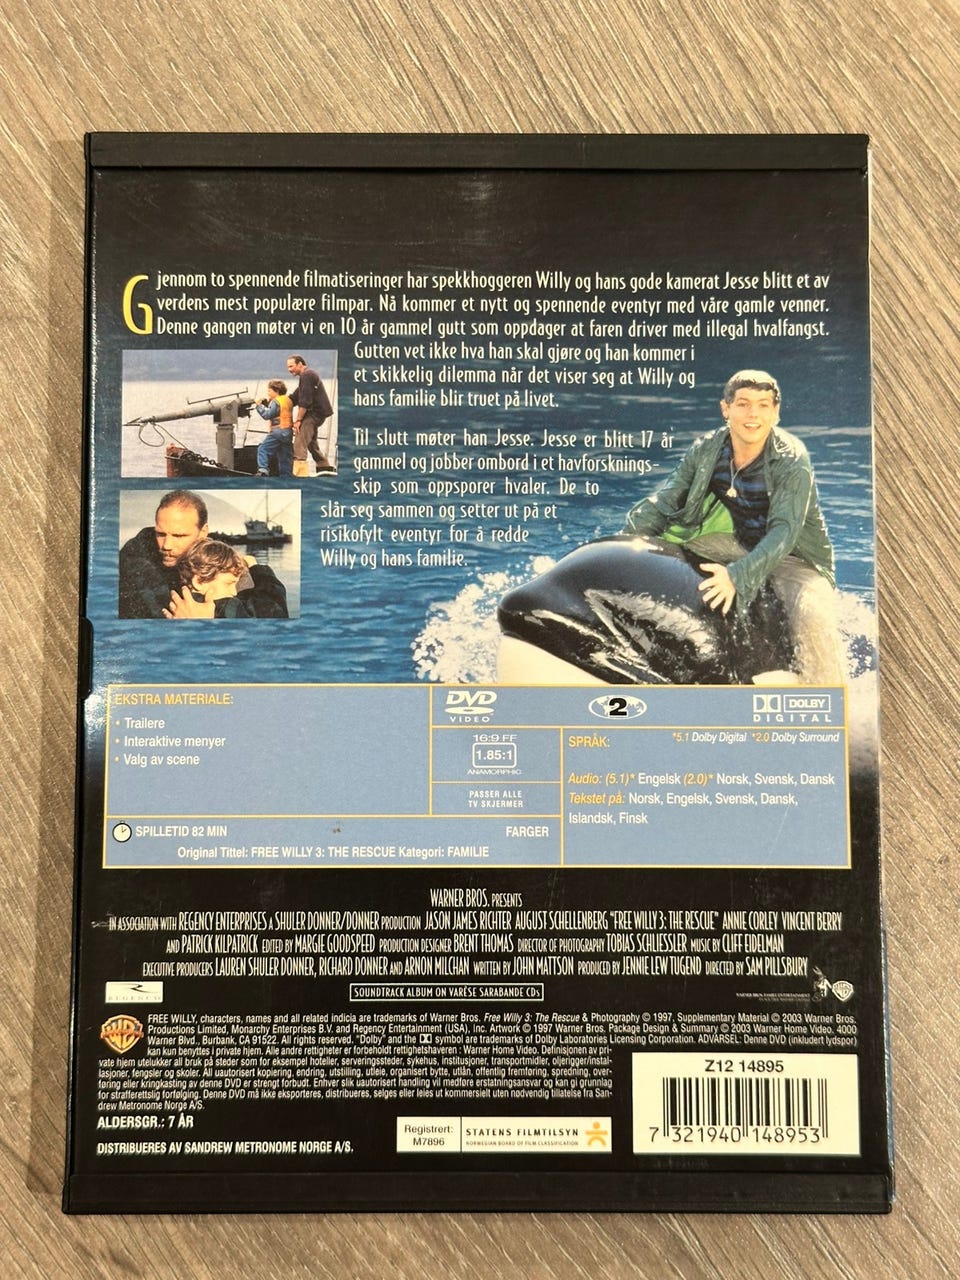 Gjennom to spennende filmatiseringer har spekkhoggeren Willy og hans gode kamerat Jesse blitt et av
verdens mest populære filmpar. Nå kommer et nytt og spennende eventyr med våre gamle venner.
Denne gangen møter vi en 10 år gammel gutt som oppdager at faren driver med illegal hvalfangst.
Gutten vet ikke hva han skal gjøre og han kommer i
et skikkelig dilemma når det viser seg at Willy og
hans familie blir truet på livet.
Til slutt møter han Jesse. Jesse er blitt 17 år
gammel og jobber ombord i et havforsknings-
skip som oppsporer hvaler. De to
slår seg sammen og setter ut på et
risikofylt eventyr for å redde
Willy og hans familie.
EKSTRA MATERIALE:
• Trailere
• Interaktive menyer
• Valg av scene
DVD
VIDEO
16:9 FF
1.85:1
ANAMORPHIC
PASSER ALLE
TV SKJERMER
2
DOLBY
DIGITAL
SPRÅK:
*5.1 Dolby Digital *2.0 Dolby Surround
Audio: (5.1)* Engelsk (2.0)* Norsk, Svensk, Dansk
Tekstet på: Norsk, Engelsk, Svensk, Dansk,
Islandsk, Finsk
SPILLETID 82 MIN
FARGER
Original Tittel: FREE WILLY 3: THE RESCUE Kategori: FAMILIE
WARNER BROS. PRESENTS
IN ASSOCIATION WITH REGENCY ENTERPRISES A SHULER DONNER/DONNER PRODUCTION JASON JAMES RICHTER AUGUST SCHELLENBERG "FREE WILLY 3: THE RESCUE" ANNIE CORLEY VINCENT BERRY
AND PATRICK KILPATRICK EDITED BY MARGIE GOODSPEED PRODUCTION DESIGNER BRENT THOMAS DIRECTOR OF PHOTOGRAPHY TOBIAS SCHLIESSLER MUSIC BY CLIFF EIDELMAN
EXECUTIVE PRODUCERS LAUREN SHULER DONNER, RICHARD DONNER AND ARNON MILCHAN WRITTEN BY JOHN MATTSON PRODUCED BY JENNIE LEW TUGEND DIRECTED BY SAM PILLSBURY
REGENCY
SOUNDTRACK ALBUM ON VARÈSE SARABANDE CDs
WARNER BROS. FAMILY ENTERTAINMENT
FREE WILLY, characters, names and all related indicia are trademarks of Warner Bros. Free Willy 3: The Rescue & Photography © 1997, Supplementary Material © 2003 Warner Bros.
Productions Limited, Monarchy Enterprises B.V. and Regency Entertainment (USA), Inc. Artwork © 1997 Warner Bros. Package Design & Summary © 2003 Warner Home Video. 4000
Warner Blvd., Burbank, CA 91522. All rights reserved. "Dolby" and the symbol are trademarks of Dolby Laboratories Licensing Corporation. ADVARSEL: Denne DVD (inkludert lydspor)
kan kun benyttes i private hjem. Alle andre rettigheter er forbeholdt rettighetshaveren : Warner Home Video. Definisjonen av pri-
vate hjem utelukker all bruk på steder som for eksempel hoteller, serveringssteder, sykehus, institusjoner, transportmidler, oljerigger/instal-
lasjoner, fengsler og skoler. All uautorisert kopiering, endring, utstilling, utleie, organisert bytte, utlån, offentlig fremføring, spredning, over-
føring eller kringkasting av denne DVD er strengt forbudt. Enhver slik uautorisert handling vil medføre erstatningsansvar og kan gi grunnlag
for strafferettslig forfølging. Denne DVD må ikke eksporteres, distribueres, selges eller leies ut kommersielt uten nødvendig tillatelse fra San-
drew Metronome Norge A/S.
ALDERSGR.: 7 ÅR
DISTRIBUERES AV SANDREW METRONOME NORGE A/S.
Registrert:
M7896
STATENS FILMTILSYN
NORWEGIAN BOARD OF FILM CLASSIFICATION
Z12 14895
7 321940 148953